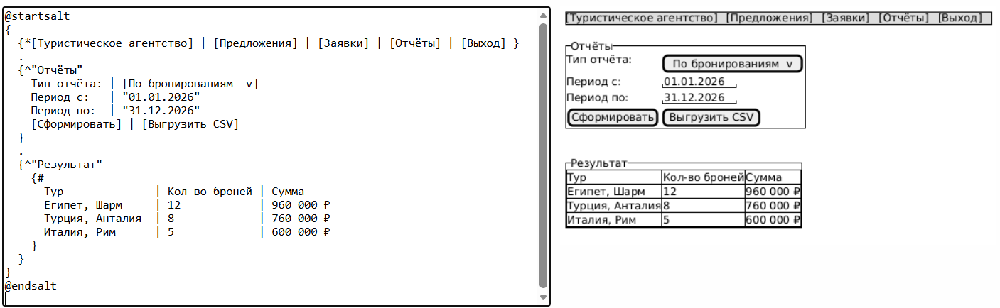 @startsalt
{
  {*[Туристическое агентство] | [Предложения] | [Заявки] | [Отчёты] | [Выход] }
  .
  {^"Отчёты"
    Тип отчёта: | [По бронированиям  v]
    Период с:   | "01.01.2026"
    Период по:  | "31.12.2026"
    [Сформировать] | [Выгрузить CSV]
  }
  .
  {^"Результат"
    {#
      Тур              | Кол-во броней | Сумма
      Египет, Шарм     | 12            | 960 000 ₽
      Турция, Анталия  | 8             | 760 000 ₽
      Италия, Рим      | 5             | 600 000 ₽
    }
  }
}
@endsalt
[Туристическое агентство] [Предложения] [Заявки] [Отчёты] [Выход]
Отчёты
Тип отчёта: По бронированиям v
Период с: 01.01.2026
Период по: 31.12.2026
Сформировать Выгрузить CSV
Результат
Тур Кол-во броней Сумма
Египет, Шарм 12 960 000 ₽
Турция, Анталия 8 760 000 ₽
Италия, Рим 5 600 000 ₽